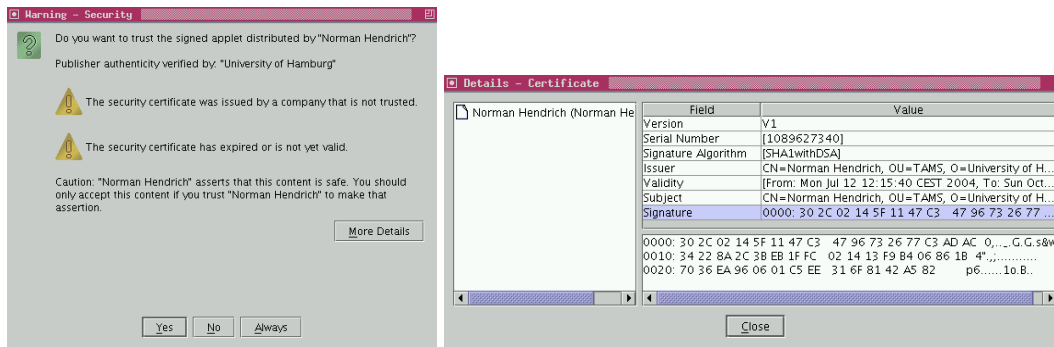 Warning - Security
Do you want to trust the signed applet distributed by "Norman Hendrich"?
Publisher authenticity verified by: "University of Hamburg"
The security certificate was issued by a company that is not trusted.
The security certificate has expired or is not yet valid.
Caution: "Norman Hendrich" asserts that this content is safe. You should
only accept this content if you trust "Norman Hendrich" to make that
assertion.
More Details
Yes No Always
Details - Certificate
Norman Hendrich (Norman He
Field Value
Version V1
Serial Number [1089627340]
Signature Algorithm [SHA1withDSA]
Issuer CN=Norman Hendrich, OU=TAMS, O=University of H...
Validity [From: Mon Jul 12 12:15:40 CEST 2004, To: Sun Oct...
Subject CN=Norman Hendrich, OU=TAMS, O=University of H...
Signature 0000: 30 2C 02 14 5F 11 47 C3 47 96 73 26 77 ...
0000: 30 2C 02 14 5F 11 47 C3 47 96 73 26 77 C3 AD AC 0,.._.G.G.s&w
0010: 34 22 8A 2C 3B EB 1F FC 02 14 13 F9 B4 06 86 1B 4".,;...........
0020: 70 36 EA 96 06 01 C5 EE 31 6F 81 42 A5 82 p6......1o.B..
Close